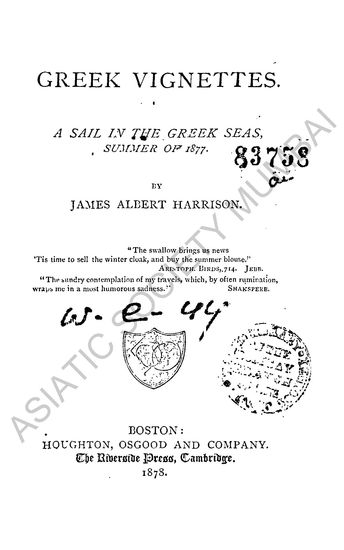 GREEK VIGNETTES.
A SAIL IN THE GREEK SEAS,
SUMMER OF 1877.
83758
BY
JAMES ALBERT HARRISON.
"The swallow brings us news
'Tis time to sell the winter cloak, and buy the summer blouse."
ARISTOPH. BIRDS, 714. JEBB.
"The sundry contemplation of my travels, which, by often rumination,
wraps me in a most humorous sadness." SHAKSPERE.
BOSTON:
HOUGHTON, OSGOOD AND COMPANY.
The Riverside Press, Cambridge.
1878.
ASIATIC SOCIETY MUMBAI